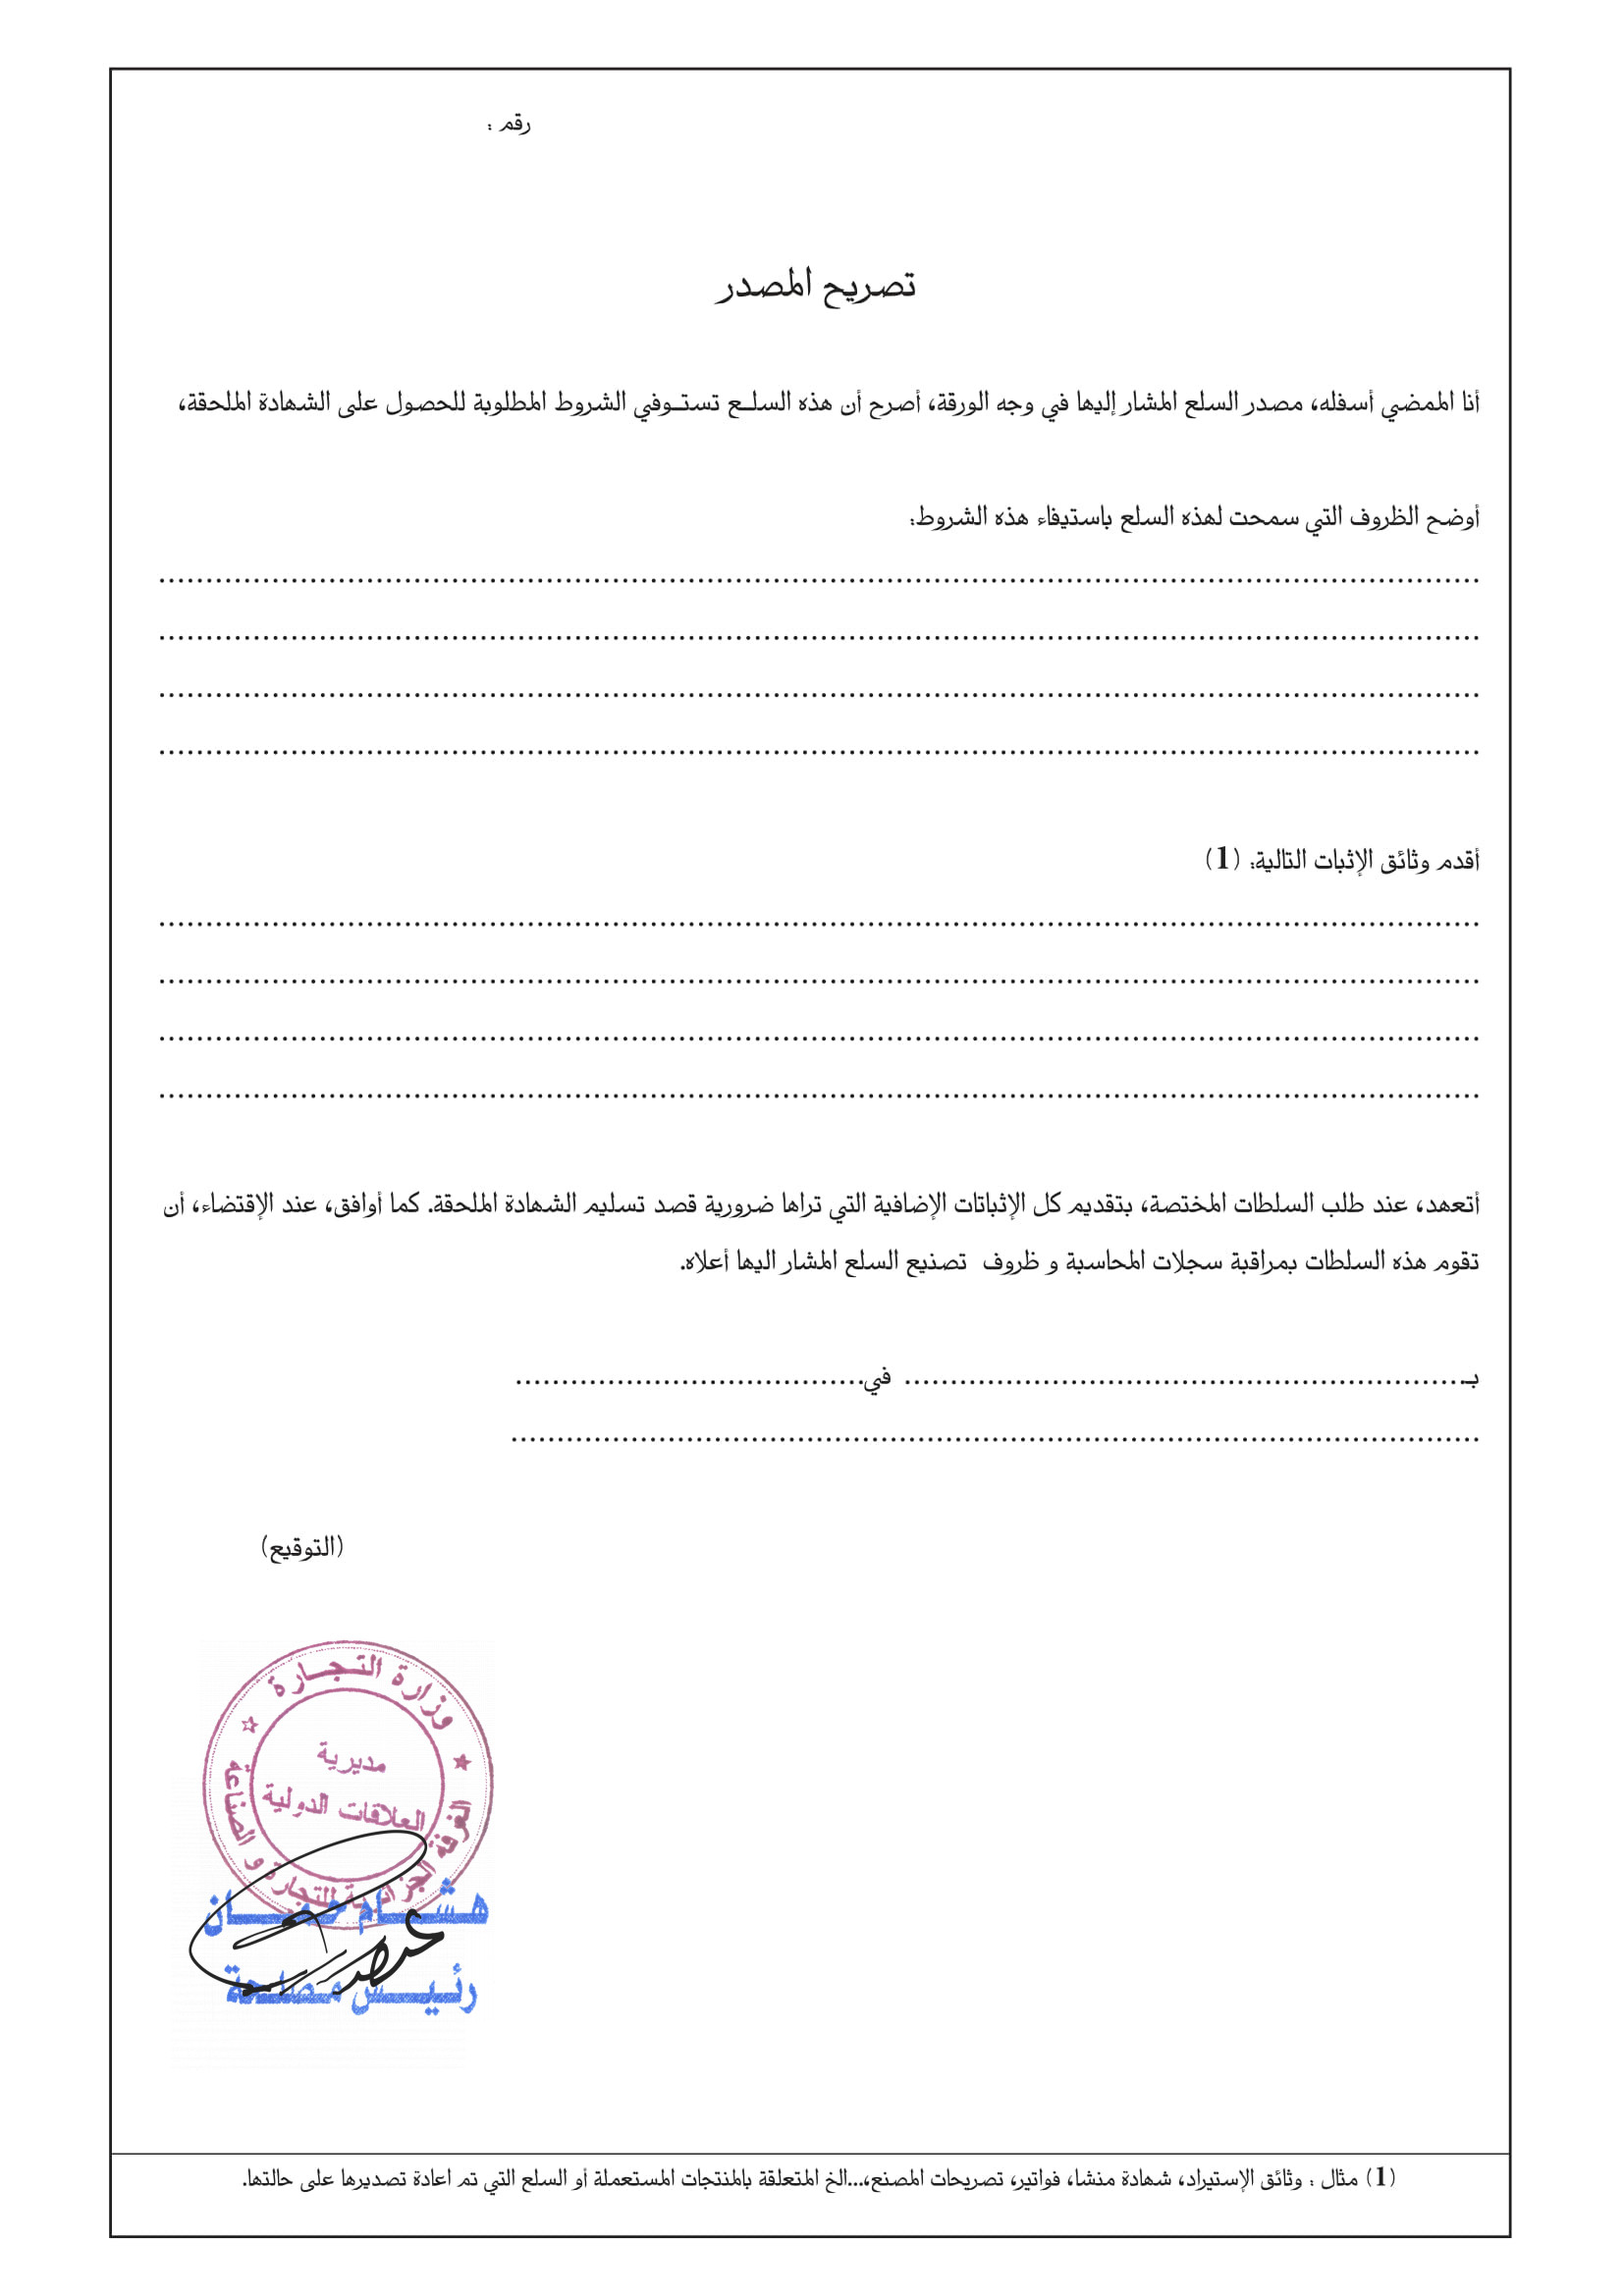 رقم :
تصريح المصدر
أنا الممضي أسفله، مصدر السلع المشار إليها في وجه الورقة، أصرح أن هذه السلـع تستـوفي الشروط المطلوبة للحصول على الشهادة الملحقة،
أوضح الظروف التي سمحت لهذه السلع باستيفاء هذه الشروط:
أقدم وثائق الإثبات التالية: (1)
أتعهد، عند طلب السلطات المختصة، بتقديم كل الإثباتات الإضافية التي تراها ضرورية قصد تسليم الشهادة الملحقة. كما أوافق، عند الإقتضاء، أن
تقوم هذه السلطات بمراقبة سجلات المحاسبة و ظروف تصنيع السلع المشار اليها أعلاه.
بـ............................................................ في.....................................
(التوقيع)
وزارة التـجـــارة
الغرفة الجزائرية للتجارة و الصناعة
مديرية
العلاقات الدولية
هشـــام
رئـيـــس مـصلـحة
(1) مثال : وثائق الإستيراد، شهادة منشا، فواتير، تصريحات المصنع،...الخ المتعلقة بالمنتجات المستعملة أو السلع التي تم اعادة تصديرها على حالتها.